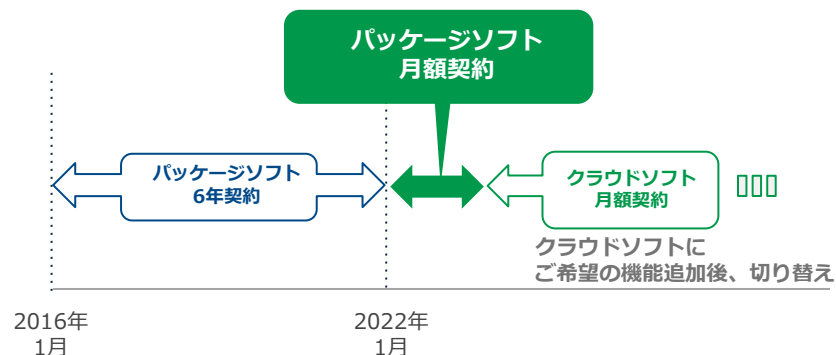 パッケージソフト
月額契約
パッケージソフト
6年契約
クラウドソフト
月額契約
クラウドソフトに
ご希望の機能追加後、切り替え
2016年
1月
2022年
1月